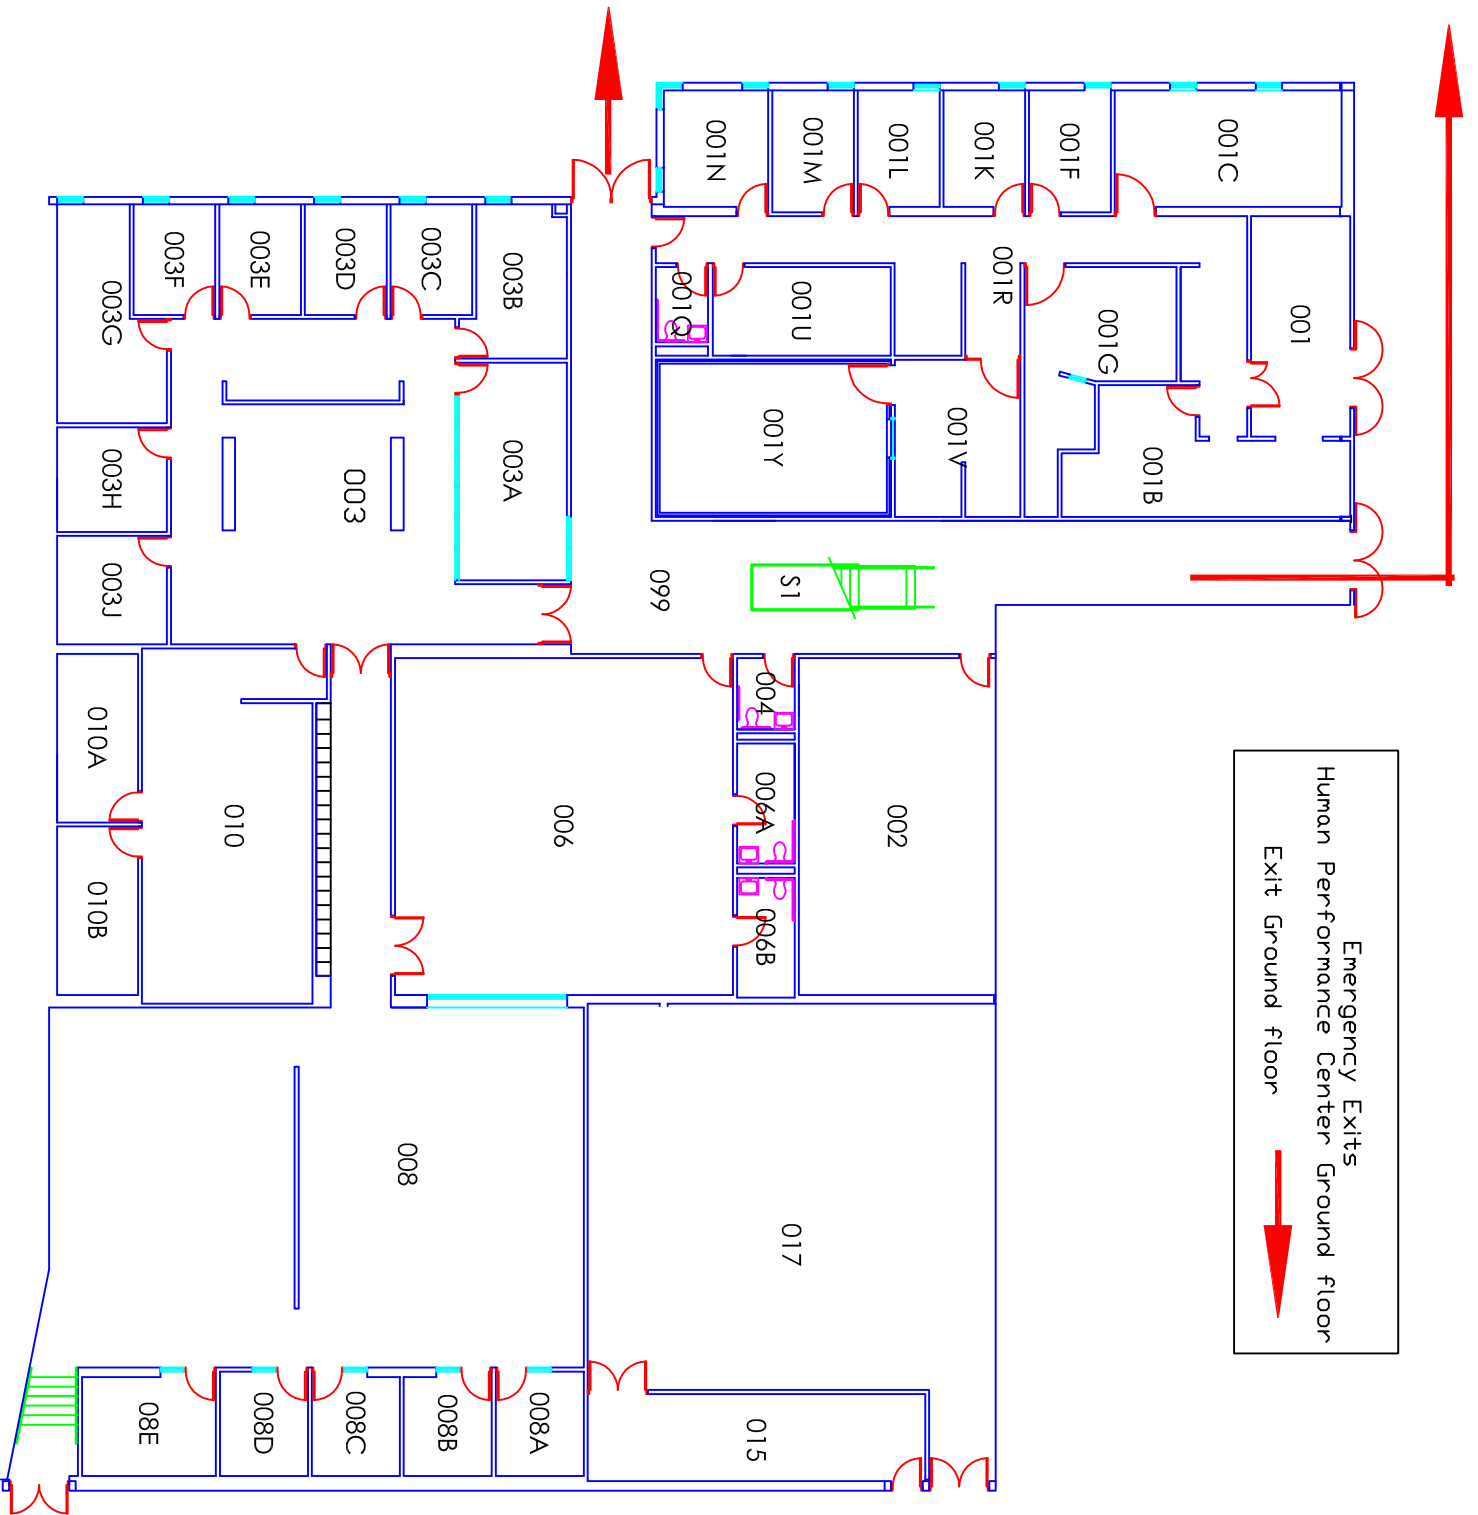 Emergency Exits
Human Performance Center Ground floor
Exit Ground floor
001C
001F
001K
001L
001M
001N
001
001R
001G
001U
001Q
001B
001V
001Y
003B
003C
003D
003E
003F
003G
003A
003
003H
003J
S1
099
004
002
006A
006
006B
010A
010
010B
008
017
015
008A
008B
008C
008D
08E